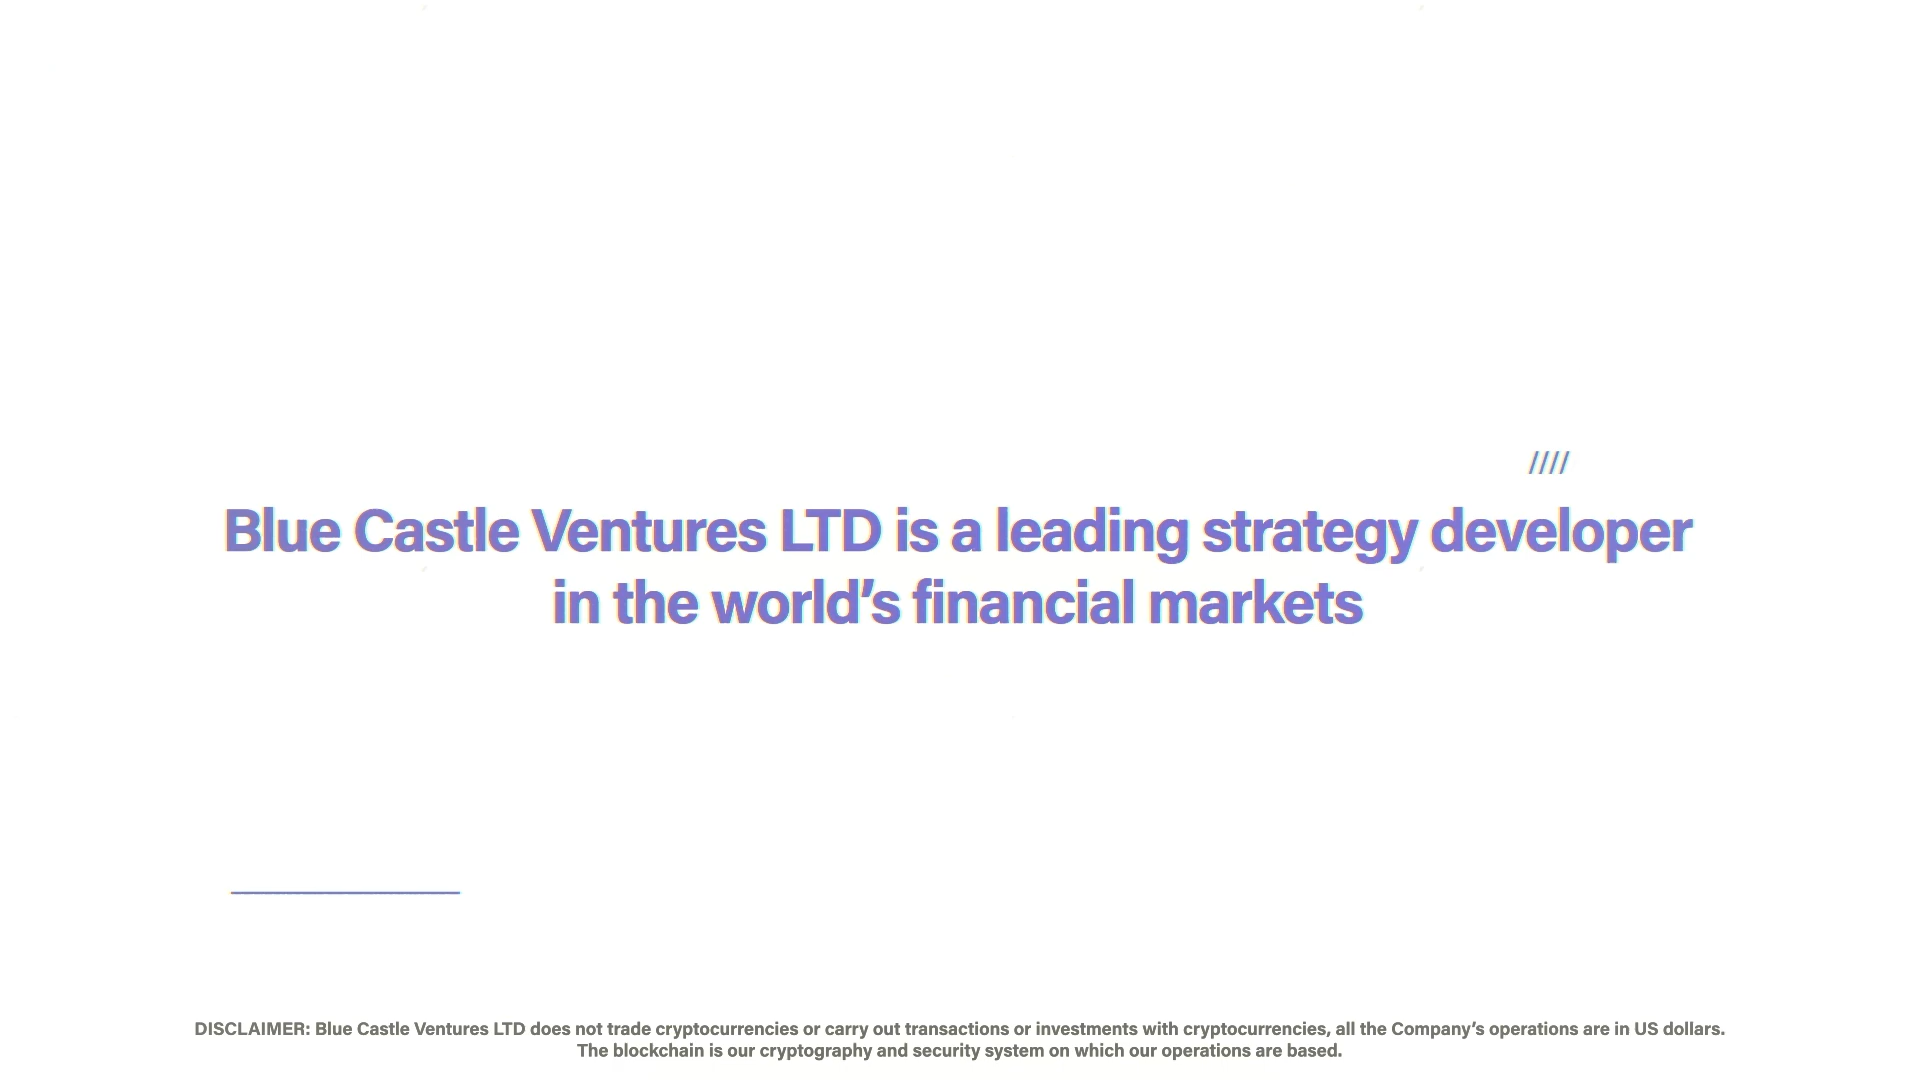 ////
Blue Castle Ventures LTD is a leading strategy developer
in the world’s financial markets
DISCLAIMER: Blue Castle Ventures LTD does not trade cryptocurrencies or carry out transactions or investments with cryptocurrencies, all the Company’s operations are in US dollars.
The blockchain is our cryptography and security system on which our operations are based.